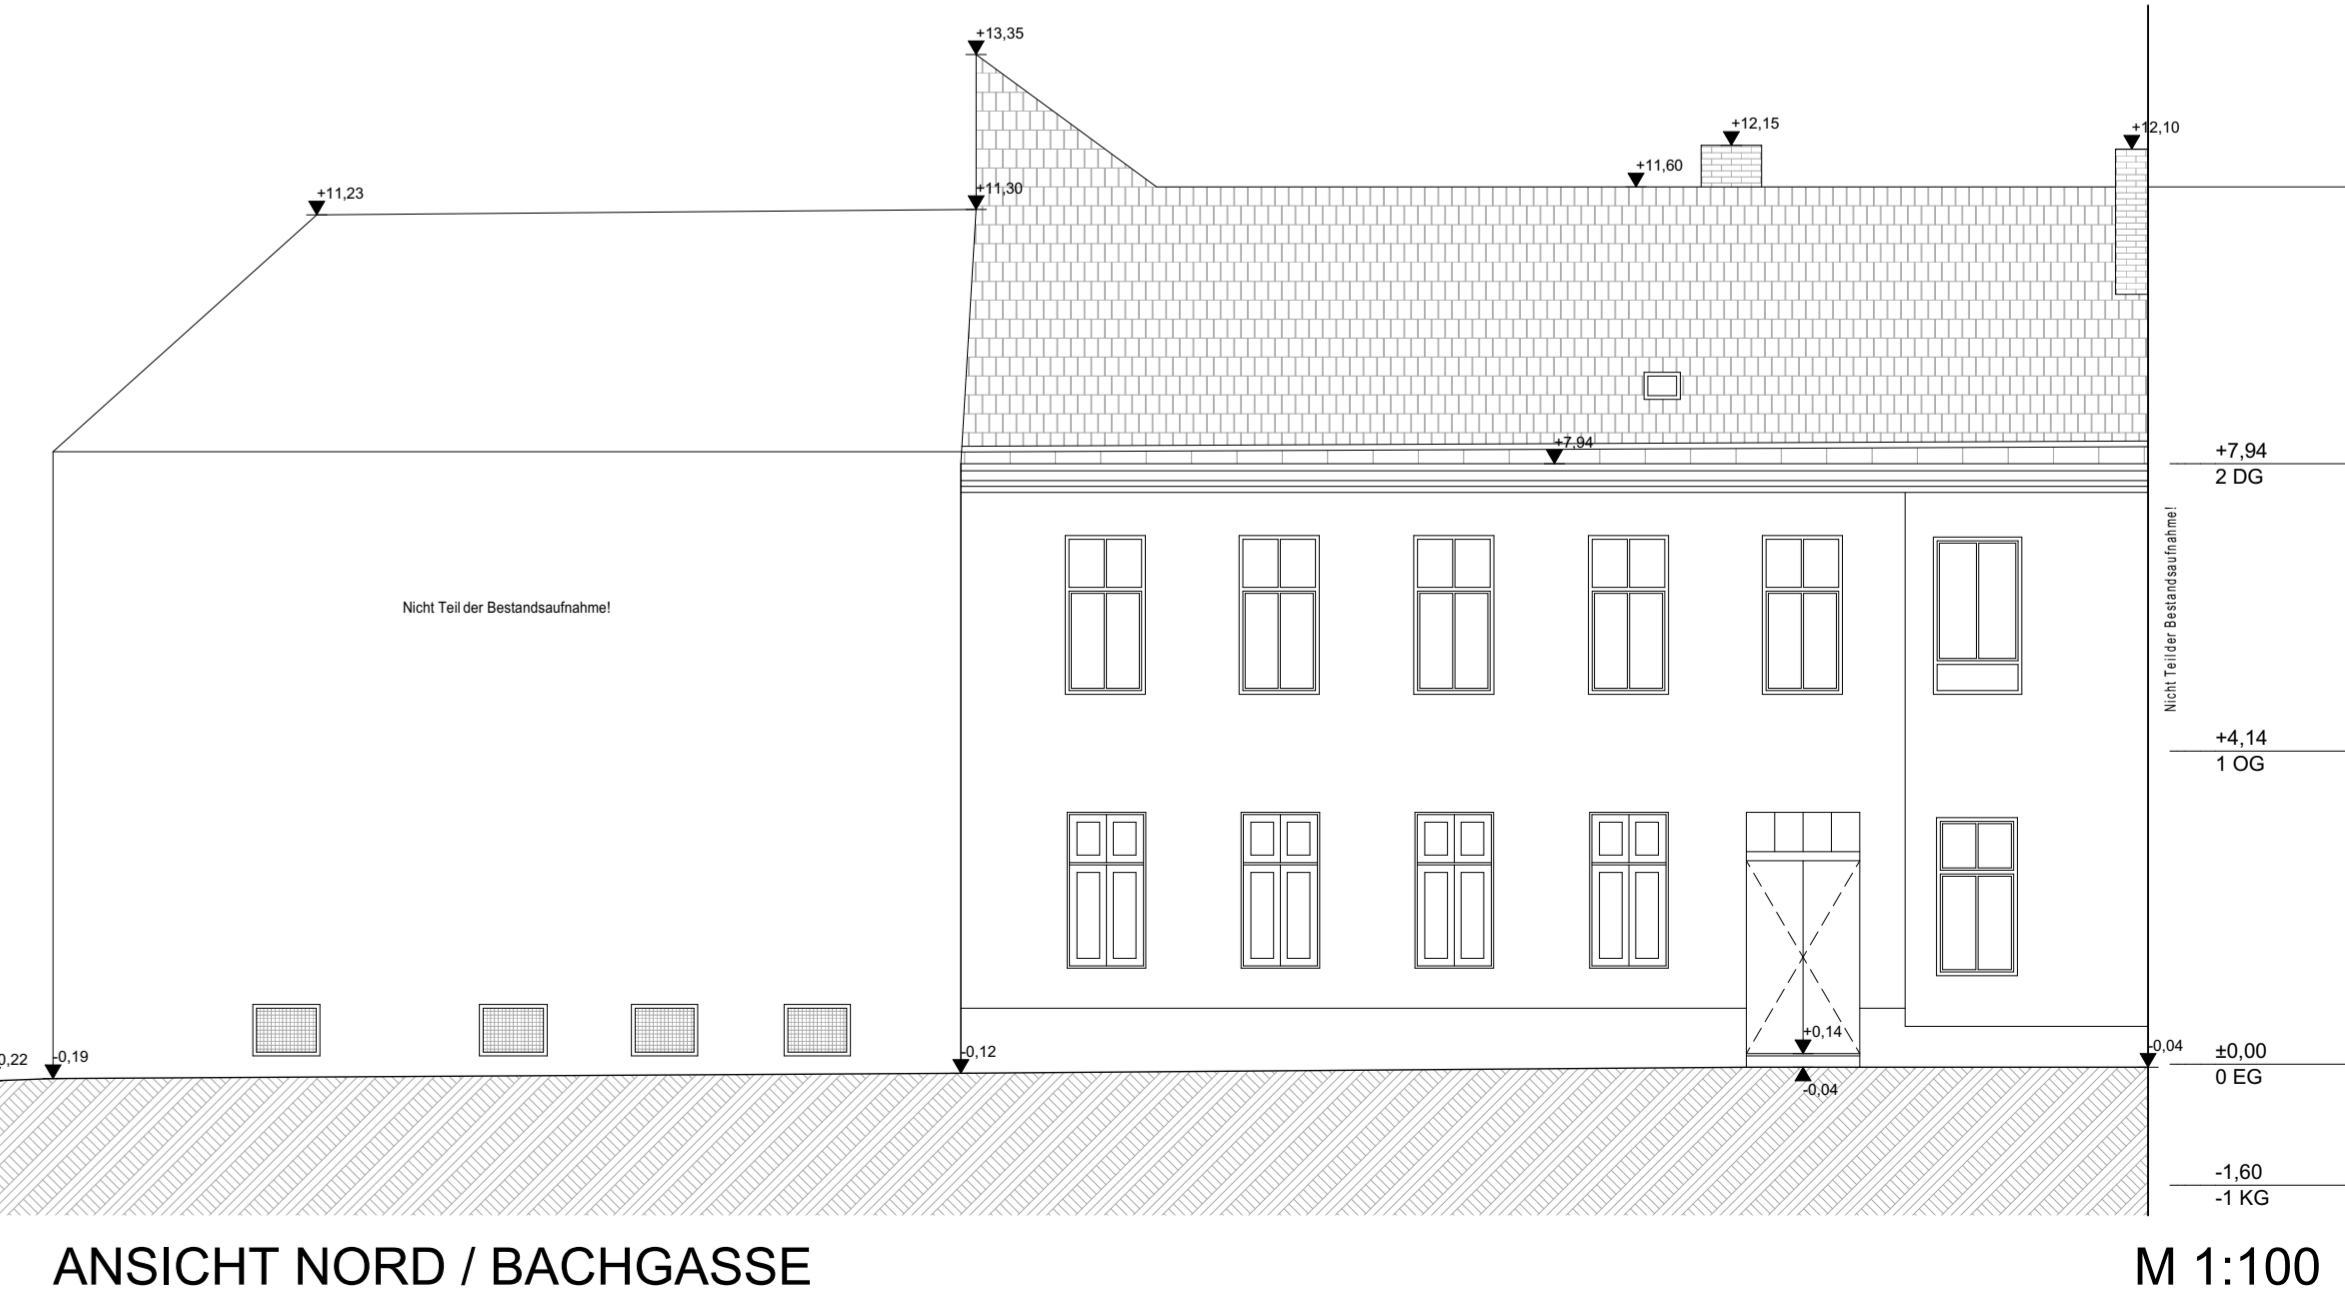 +13,35
+12,15
+12,10
+11,60
+11,23
+11,30
+7,94
+7,94
2 DG
Nicht Teil der Bestandsaufnahme!
Nicht Teil der Bestandsaufnahme!
+4,14
1 OG
+0,14
0,22
-0,19
-0,12
-0,04
±0,00
0 EG
-0,04
-1,60
-1 KG
ANSICHT NORD / BACHGASSE
M 1:100